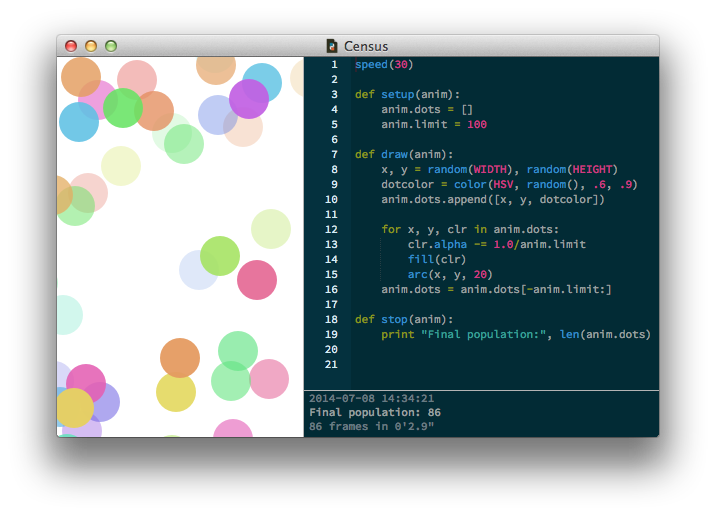 Census
1 speed(30)
2
3 def setup(anim):
4     anim.dots = []
5     anim.limit = 100
6
7 def draw(anim):
8     x, y = random(WIDTH), random(HEIGHT)
9     dotcolor = color(HSV, random(), .6, .9)
10     anim.dots.append([x, y, dotcolor])
11
12     for x, y, clr in anim.dots:
13         clr.alpha -= 1.0/anim.limit
14         fill(clr)
15         arc(x, y, 20)
16     anim.dots = anim.dots[-anim.limit:]
17
18 def stop(anim):
19     print "Final population:", len(anim.dots)
20
21
2014-07-08 14:34:21
Final population: 86
86 frames in 0'2.9"